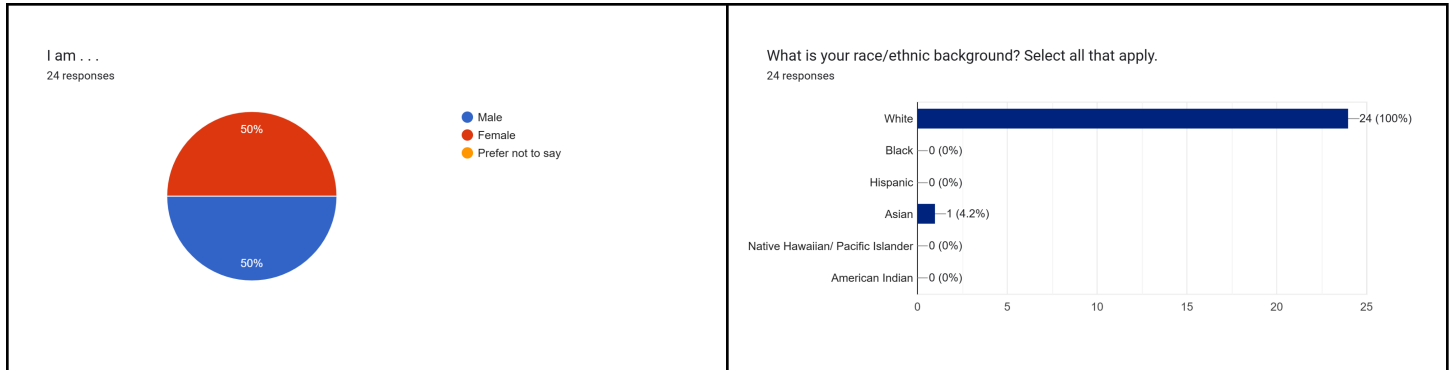 I am . . .
24 responses
50%
50%
Male
Female
Prefer not to say
What is your race/ethnic background? Select all that apply.
24 responses
White 24 (100%)
Black 0 (0%)
Hispanic 0 (0%)
Asian 1 (4.2%)
Native Hawaiian/ Pacific Islander 0 (0%)
American Indian 0 (0%)
0 5 10 15 20 25